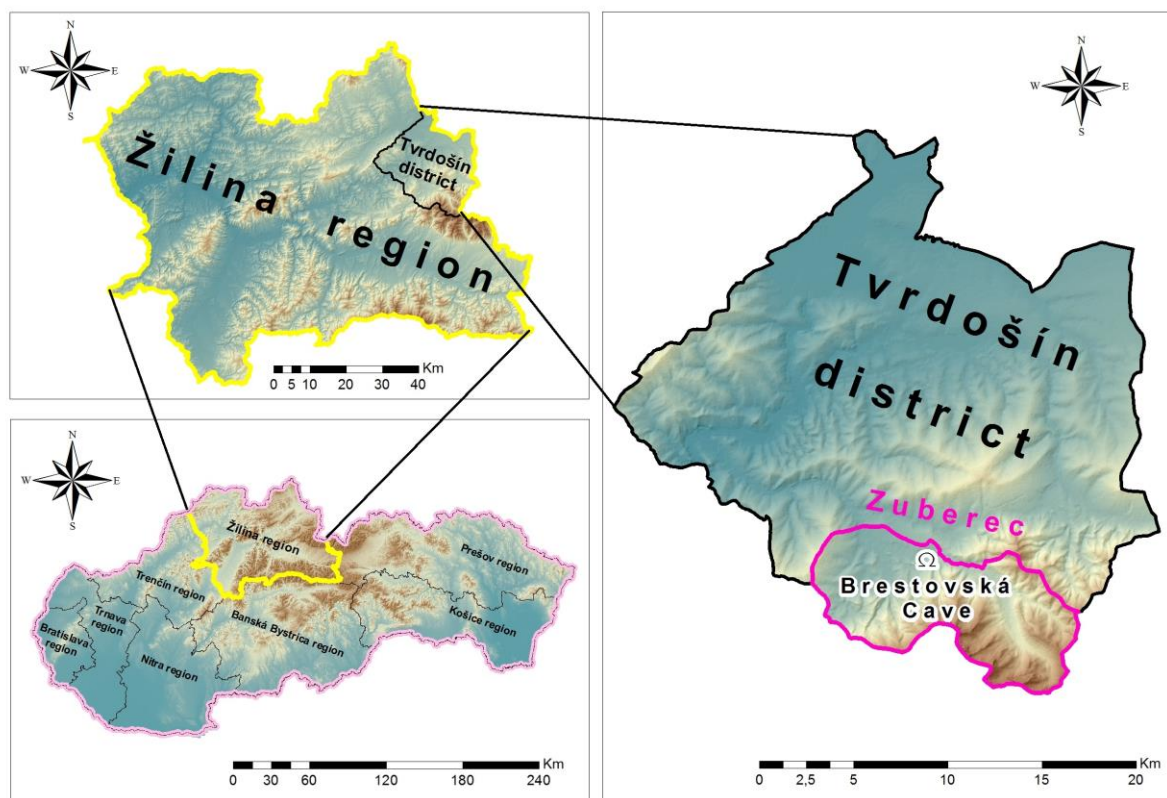 N
W
E
S
Žilina region
Tvrdošín
district
Km
0 5 10 20 30 40
N
W
E
S
Žilina region
Prešov region
Trenčín region
Košice region
Trnava
region
Banská Bystrica region
Bratislava
region
Nitra region
Km
0 15 30 60 120 180 240
N
W
E
S
Tvrdošín
district
Zuberec
Ω
Brestovská
Cave
Km
0 2,5 5 10 15 20